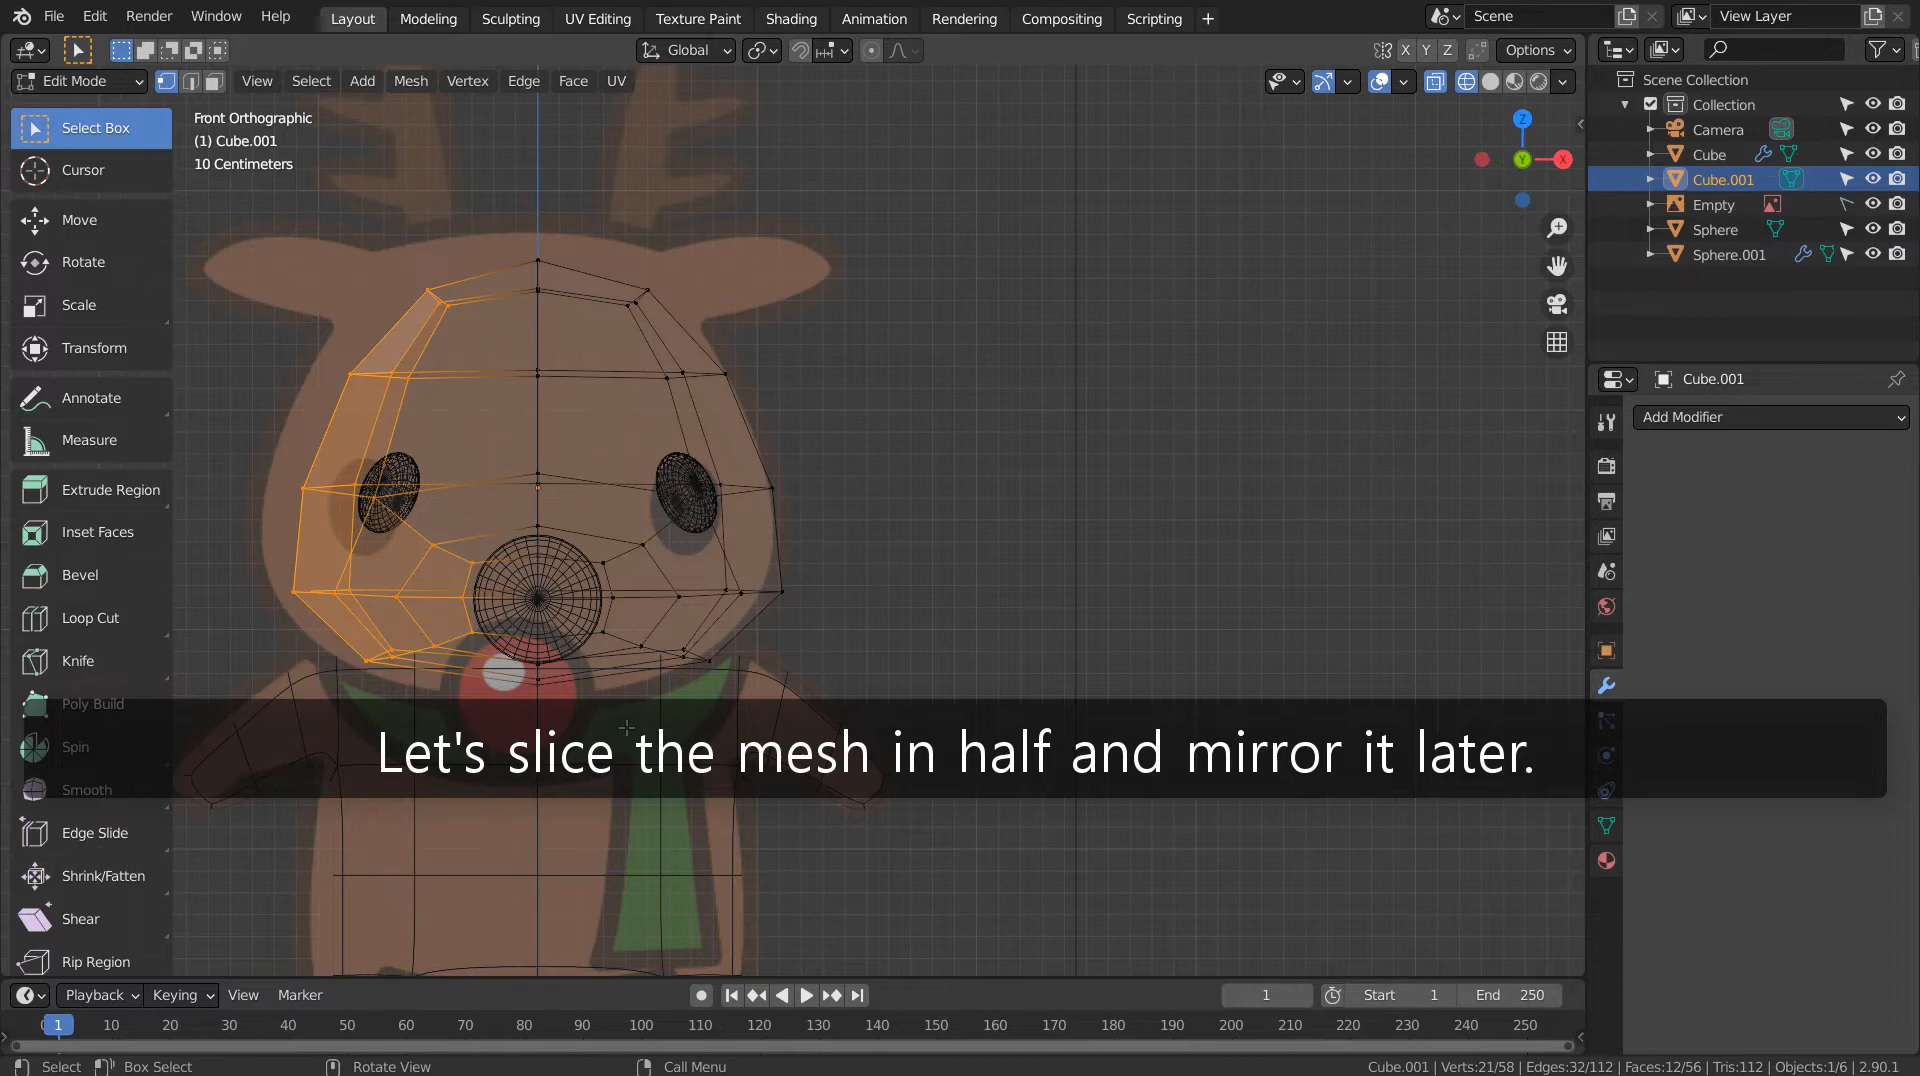 File Edit Render Window Help Layout Modeling Sculpting UV Editing Texture Paint Shading Animation Rendering Compositing Scripting + Scene View Layer
Global X Y Z Options
Edit Mode View Select Add Mesh Vertex Edge Face UV
Scene Collection
Collection
Camera
Cube
Cube.001
Empty
Sphere
Sphere.001
Select Box
Cursor
Move
Rotate
Scale
Transform
Annotate
Measure
Extrude Region
Inset Faces
Bevel
Loop Cut
Knife
Poly Build
Spin
Smooth
Edge Slide
Shrink/Fatten
Shear
Rip Region
Front Orthographic
(1) Cube.001
10 Centimeters
Z
Y
X
Cube.001
Add Modifier
Let's slice the mesh in half and mirror it later.
Playback Keying View Marker 1 Start 1 End 250
1 10 20 30 40 50 60 70 80 90 100 110 120 130 140 150 160 170 180 190 200 210 220 230 240 250
Select Box Select Rotate View Call Menu Cube.001 | Verts:21/58 | Edges:32/112 | Faces:12/56 | Tris:112 | Objects:1/6 | 2.90.1